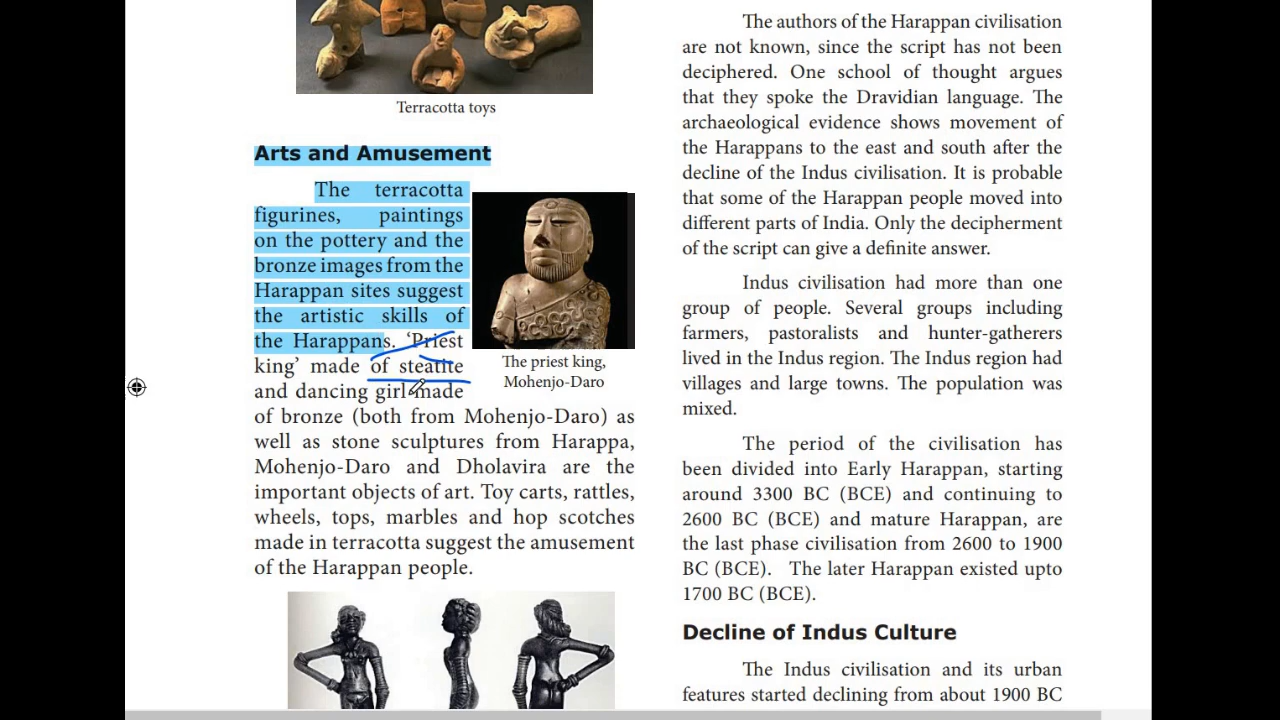 Terracotta toys
Arts and Amusement
The terracotta
figurines, paintings
on the pottery and the
bronze images from the
Harappan sites suggest
the artistic skills of
the Harappans. ‘Priest
king’ made of steatite
and dancing girl made
of bronze (both from Mohenjo-Daro) as
well as stone sculptures from Harappa,
Mohenjo-Daro and Dholavira are the
important objects of art. Toy carts, rattles,
wheels, tops, marbles and hop scotches
made in terracotta suggest the amusement
of the Harappan people.
The priest king,
Mohenjo-Daro
The authors of the Harappan civilisation
are not known, since the script has not been
deciphered. One school of thought argues
that they spoke the Dravidian language. The
archaeological evidence shows movement of
the Harappans to the east and south after the
decline of the Indus civilisation. It is probable
that some of the Harappan people moved into
different parts of India. Only the decipherment
of the script can give a definite answer.
Indus civilisation had more than one
group of people. Several groups including
farmers, pastoralists and hunter-gatherers
lived in the Indus region. The Indus region had
villages and large towns. The population was
mixed.
The period of the civilisation has
been divided into Early Harappan, starting
around 3300 BC (BCE) and continuing to
2600 BC (BCE) and mature Harappan, are
the last phase civilisation from 2600 to 1900
BC (BCE). The later Harappan existed upto
1700 BC (BCE).
Decline of Indus Culture
The Indus civilisation and its urban
features started declining from about 1900 BC